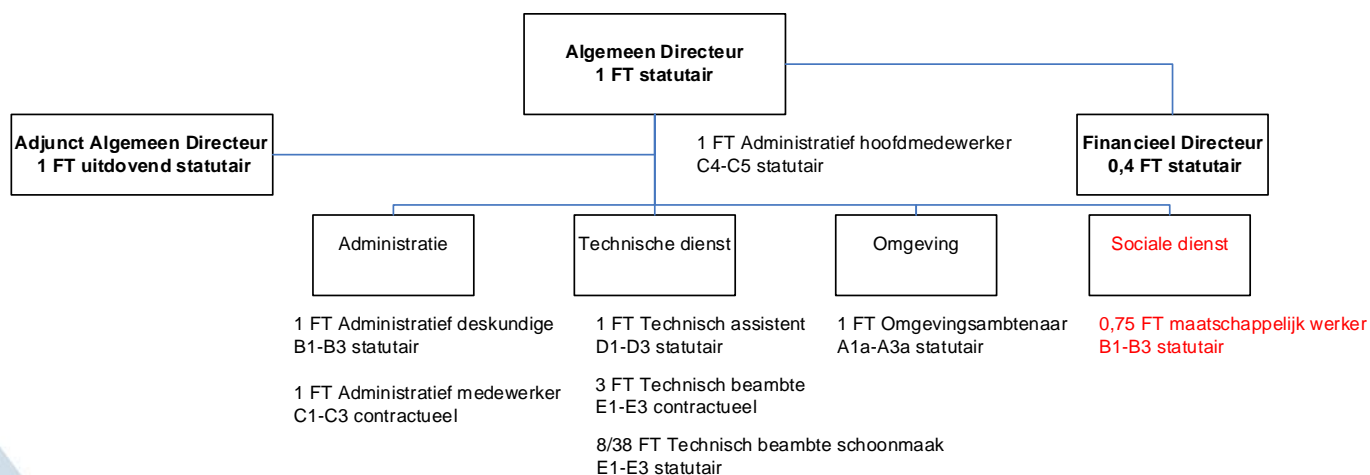 Algemeen Directeur
1 FT statutair
Adjunct Algemeen Directeur
1 FT uitdovend statutair
1 FT Administratief hoofdmedewerker
C4-C5 statutair
Financieel Directeur
0,4 FT statutair
Administratie
Technische dienst
Omgeving
Sociale dienst
1 FT Administratief deskundige
B1-B3 statutair
1 FT Administratief medewerker
C1-C3 contractueel
1 FT Technisch assistent
D1-D3 statutair
3 FT Technisch beambte
E1-E3 contractueel
8/38 FT Technisch beambte schoonmaak
E1-E3 statutair
1 FT Omgevingsambtenaar
A1a-A3a statutair
0,75 FT maatschappelijk werker
B1-B3 statutair